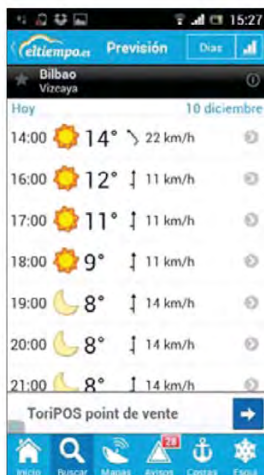 15:27
eltiempo.es Previsión Días
Bilbao
Vizcaya
Hoy 10 diciembre
14:00 14° 22 km/h
16:00 12° 11 km/h
17:00 11° 11 km/h
18:00 9° 11 km/h
19:00 8° 14 km/h
20:00 8° 14 km/h
21:00 8° 14 km/h
ToriPOS point de vente
28
Inicio Buscar Mapas Avisos Costas Esquí